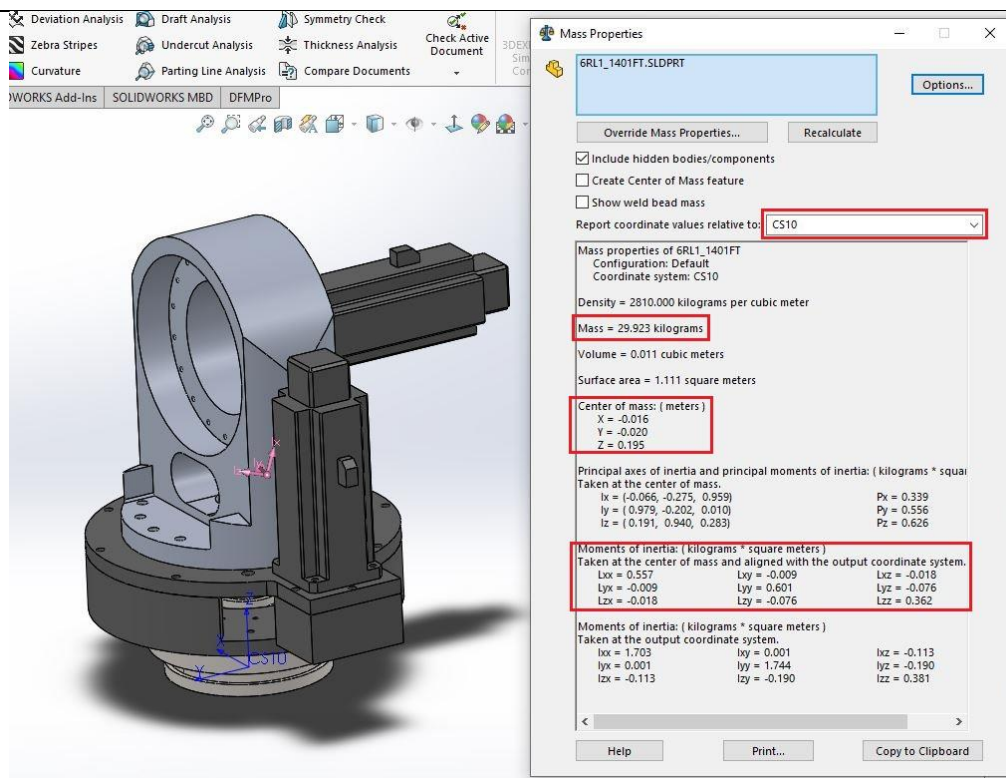 Deviation Analysis Draft Analysis Symmetry Check
Zebra Stripes Undercut Analysis Thickness Analysis Check Active Document 3DEX
Curvature Parting Line Analysis Compare Documents
DWORKS Add-Ins SOLIDWORKS MBD DFMPro
Mass Properties
6RL1_1401FT.SLDPRT
Options...
Override Mass Properties... Recalculate
Include hidden bodies/components
Create Center of Mass feature
Show weld bead mass
Report coordinate values relative to: CS10
Mass properties of 6RL1_1401FT
Configuration: Default
Coordinate system: CS10
Density = 2810.000 kilograms per cubic meter
Mass = 29.923 kilograms
Volume = 0.011 cubic meters
Surface area = 1.111 square meters
Center of mass: ( meters )
X = -0.016
Y = -0.020
Z = 0.195
Principal axes of inertia and principal moments of inertia: ( kilograms * squar
Taken at the center of mass.
Ix = (-0.066, -0.275, 0.959) Px = 0.339
Iy = ( 0.979, -0.202, 0.010) Py = 0.556
Iz = ( 0.191, 0.940, 0.283) Pz = 0.626
Moments of inertia: ( kilograms * square meters )
Taken at the center of mass and aligned with the output coordinate system.
Lxx = 0.557 Lxy = -0.009 Lxz = -0.018
Lyx = -0.009 Lyy = 0.601 Lyz = -0.076
Lzx = -0.018 Lzy = -0.076 Lzz = 0.362
Moments of inertia: ( kilograms * square meters )
Taken at the output coordinate system.
Ixx = 1.703 Ixy = 0.001 Ixz = -0.113
Iyx = 0.001 Iyy = 1.744 Iyz = -0.190
Izx = -0.113 Izy = -0.190 Izz = 0.381
Help Print... Copy to Clipboard
Z
X
Y
CS10